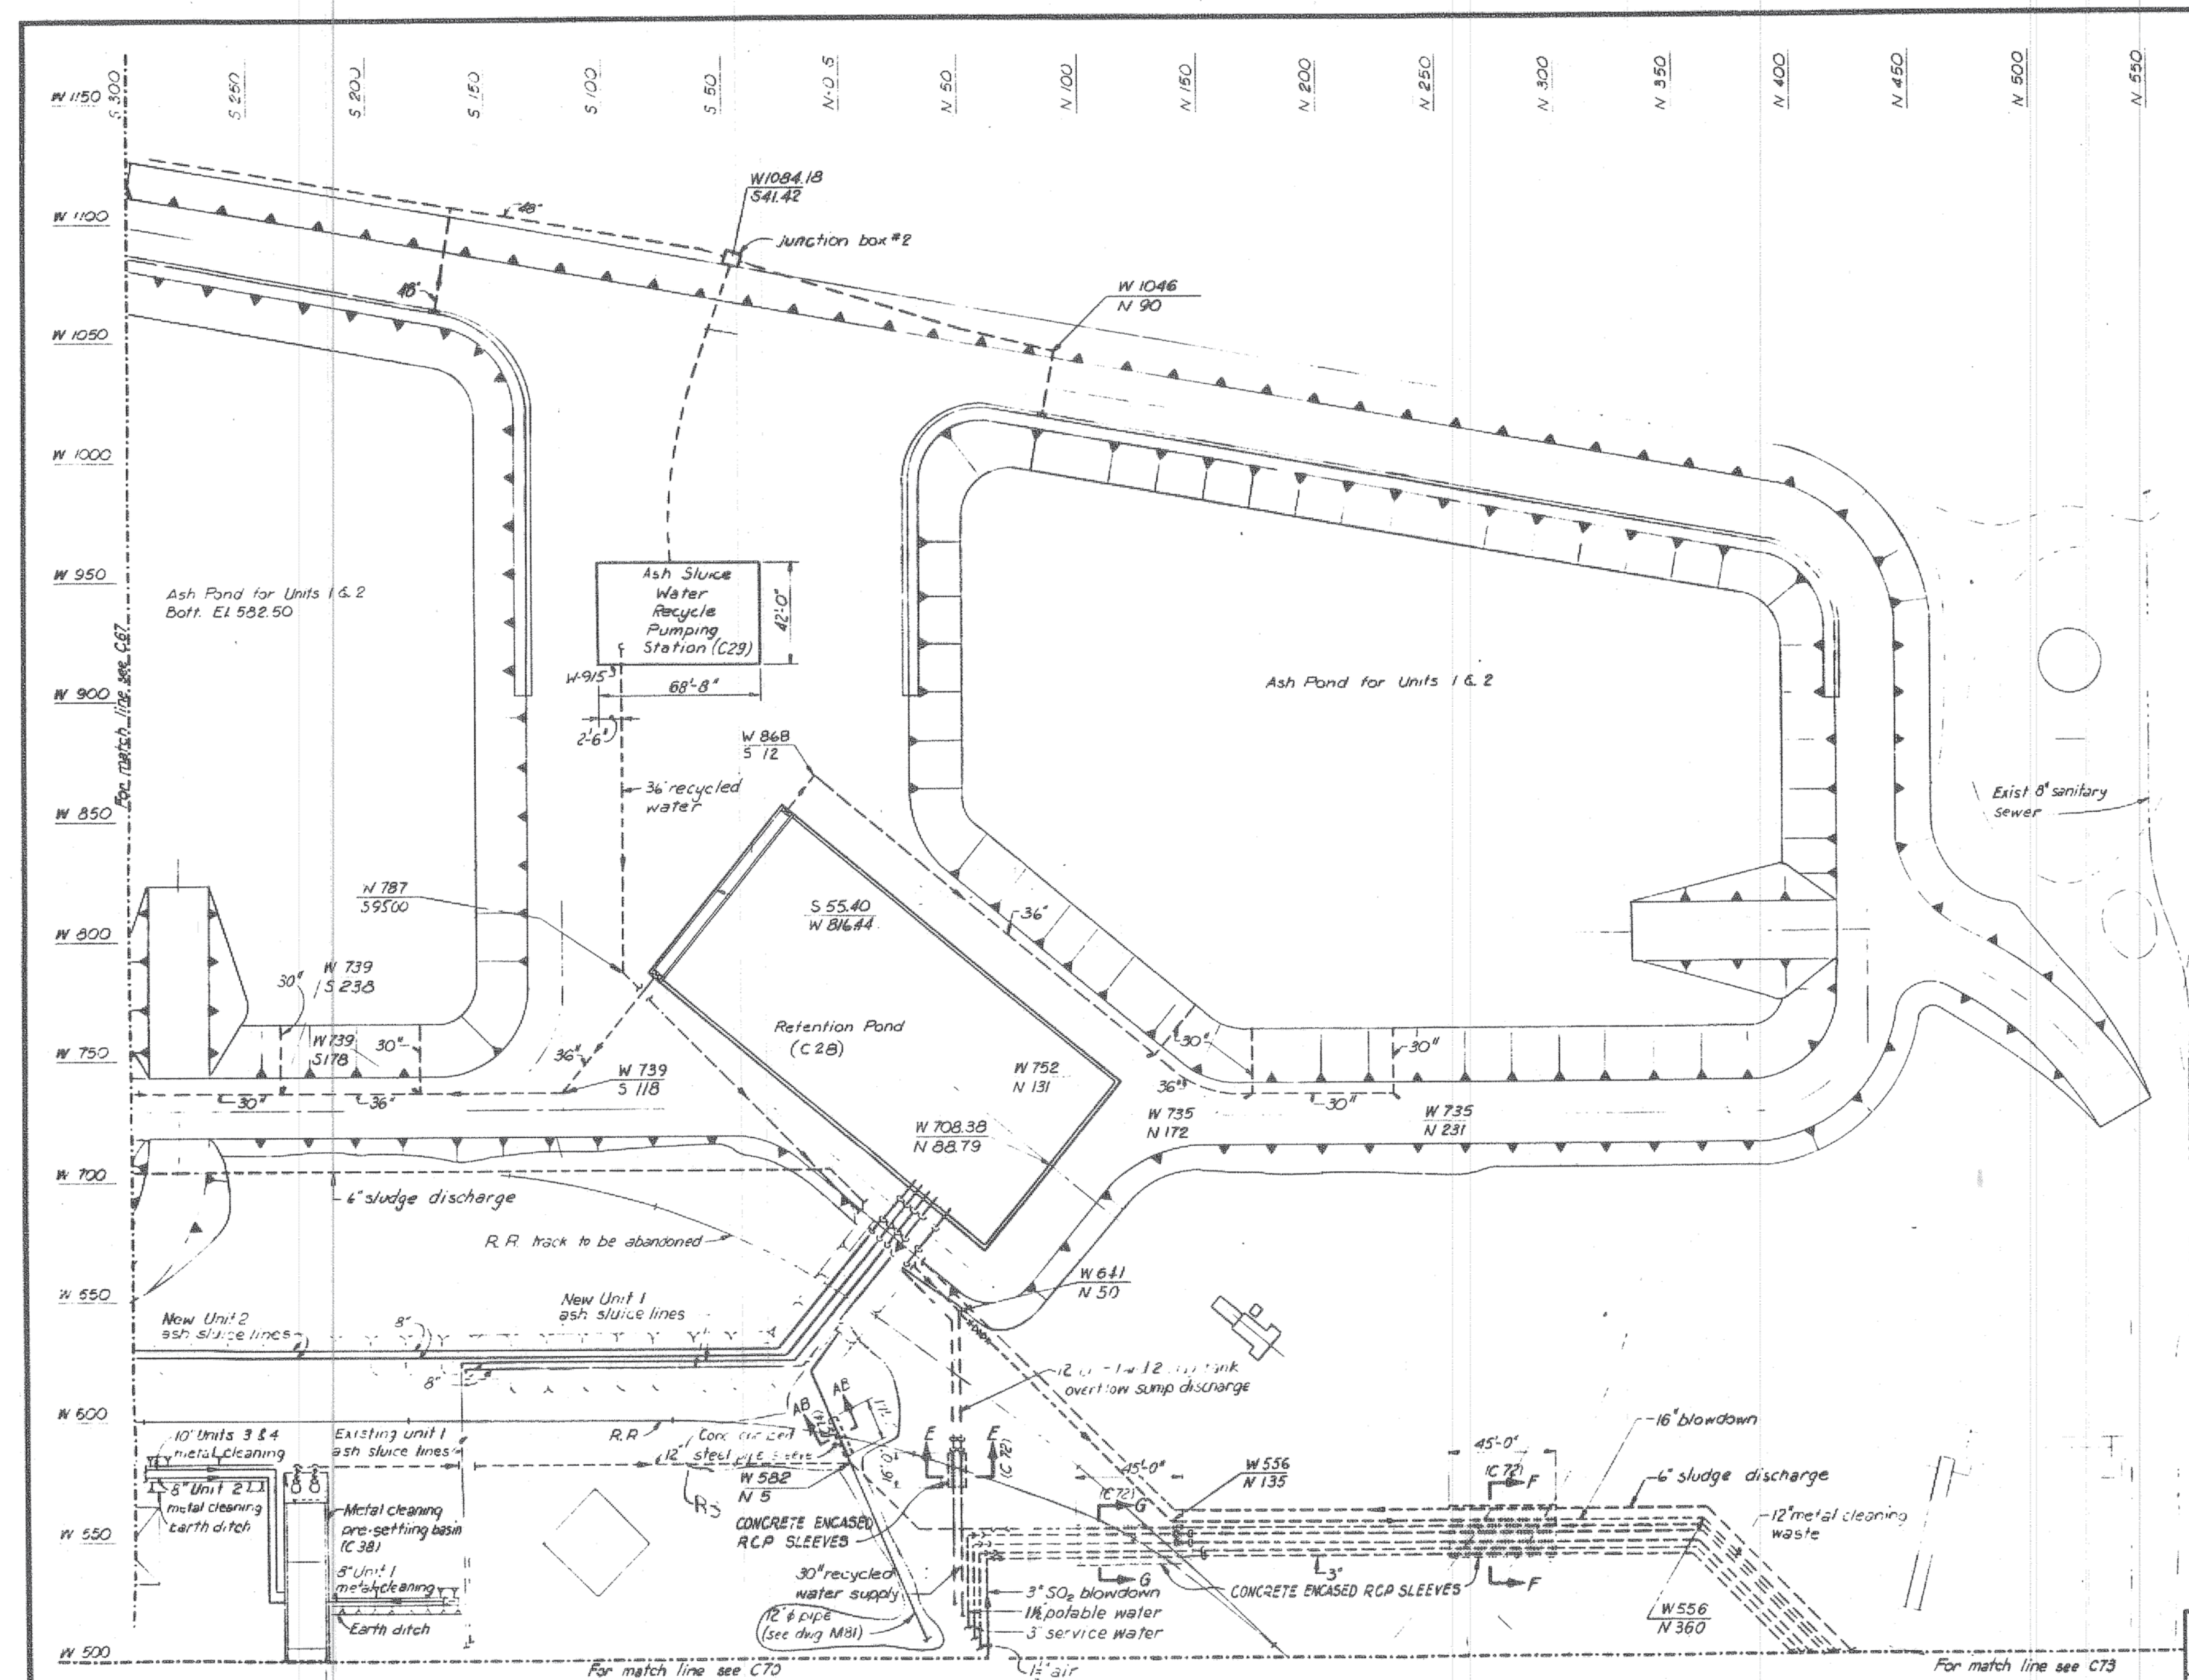 S 300
S 250
S 200
S 150
S 100
S 50
N-0.5
N 50
N 100
N 150
N 200
N 250
N 300
N 350
N 400
N 450
N 500
N 550
W 1150
W 1100
W 1050
W 1000
W 950
W 900
W 850
W 800
W 750
W 700
W 650
W 600
W 550
W 500
For match line see C67
48"
48"
W1084.18
S41.42
Junction box #2
W 1046
N 90
Ash Pond for Units 1 & 2
Bott. El. 582.50
Ash Sluice
Water
Recycle
Pumping
Station (C29)
42'-0"
W-915
68'-8"
2'-6"
Ash Pond for Units 1 & 2
W 868
S 12
36" recycled
water
Exist 8" sanitary
sewer
W 787
S9500
S 55.40
W 816.44
36"
30"
W 739
S 238
W 739
S178
30"
36"
W 739
S 118
30"
36"
Retention Pond
(C28)
W 752
N 131
30"
30"
36"
30"
W 735
N 172
W 735
N 231
W 708.38
N 88.79
6" sludge discharge
R.R. track to be abandoned
W 641
N 50
New Unit 2
ash sluice lines
8"
New Unit 1
ash sluice lines
8"
overflow sump discharge
AB
AB
11'
16'-0"
10" Units 3 & 4
metal cleaning
Existing unit 1
ash sluice lines
R.R
12"
steel pipe sleeve
8" Unit 2
metal cleaning
Earth ditch
Metal cleaning
pre-settling basin
(C 38)
8" Unit 1
metal cleaning
Earth ditch
W 582
N 5
CONCRETE ENCASED
RCP SLEEVES
E
E
(C 72)
45'-0"
(C72)
G
G
W 556
N 135
45'-0"
(C 72)
F
F
16" blowdown
6" sludge discharge
12" metal cleaning
waste
30" recycled
water supply
12" ϕ pipe
(see dwg M81)
3" SO₂ blowdown
1½" potable water
3" service water
3"
CONCRETE ENCASED RCP SLEEVES
W 556
N 360
For match line see C70
air
For match line see C73